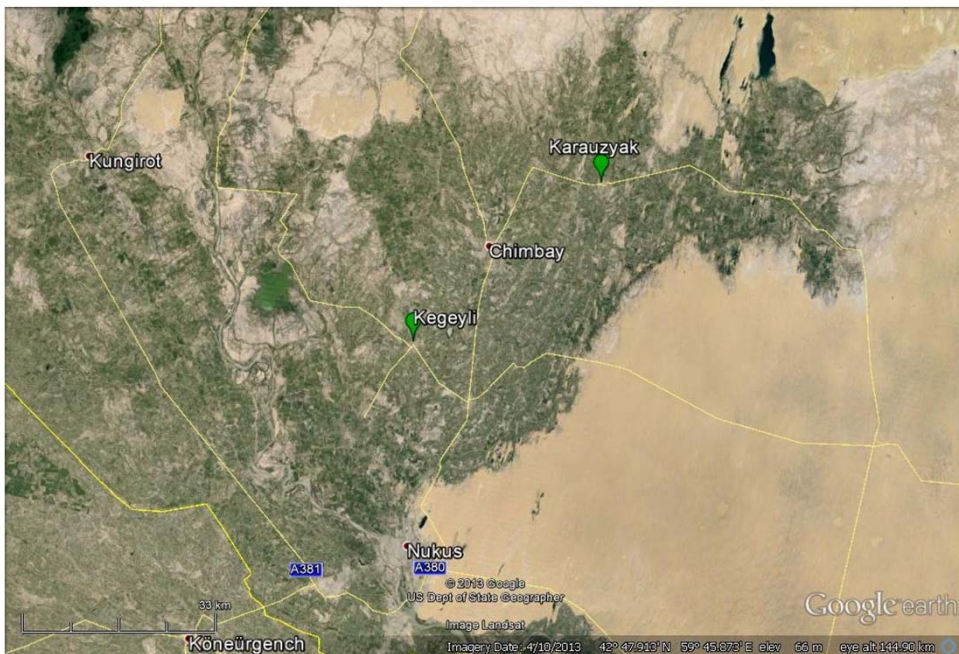 Karauzyak
Kungirot
Chimbay
Kegeyli
Nukus
A381
A380
© 2013 Google
US Dept of State Geographer
33 km
Google earth
Image Landsat
Köneürgench
Imagery Date: 4/10/2013 42° 47.913' N 59° 45.873' E elev 66 m eye alt 144.90 km